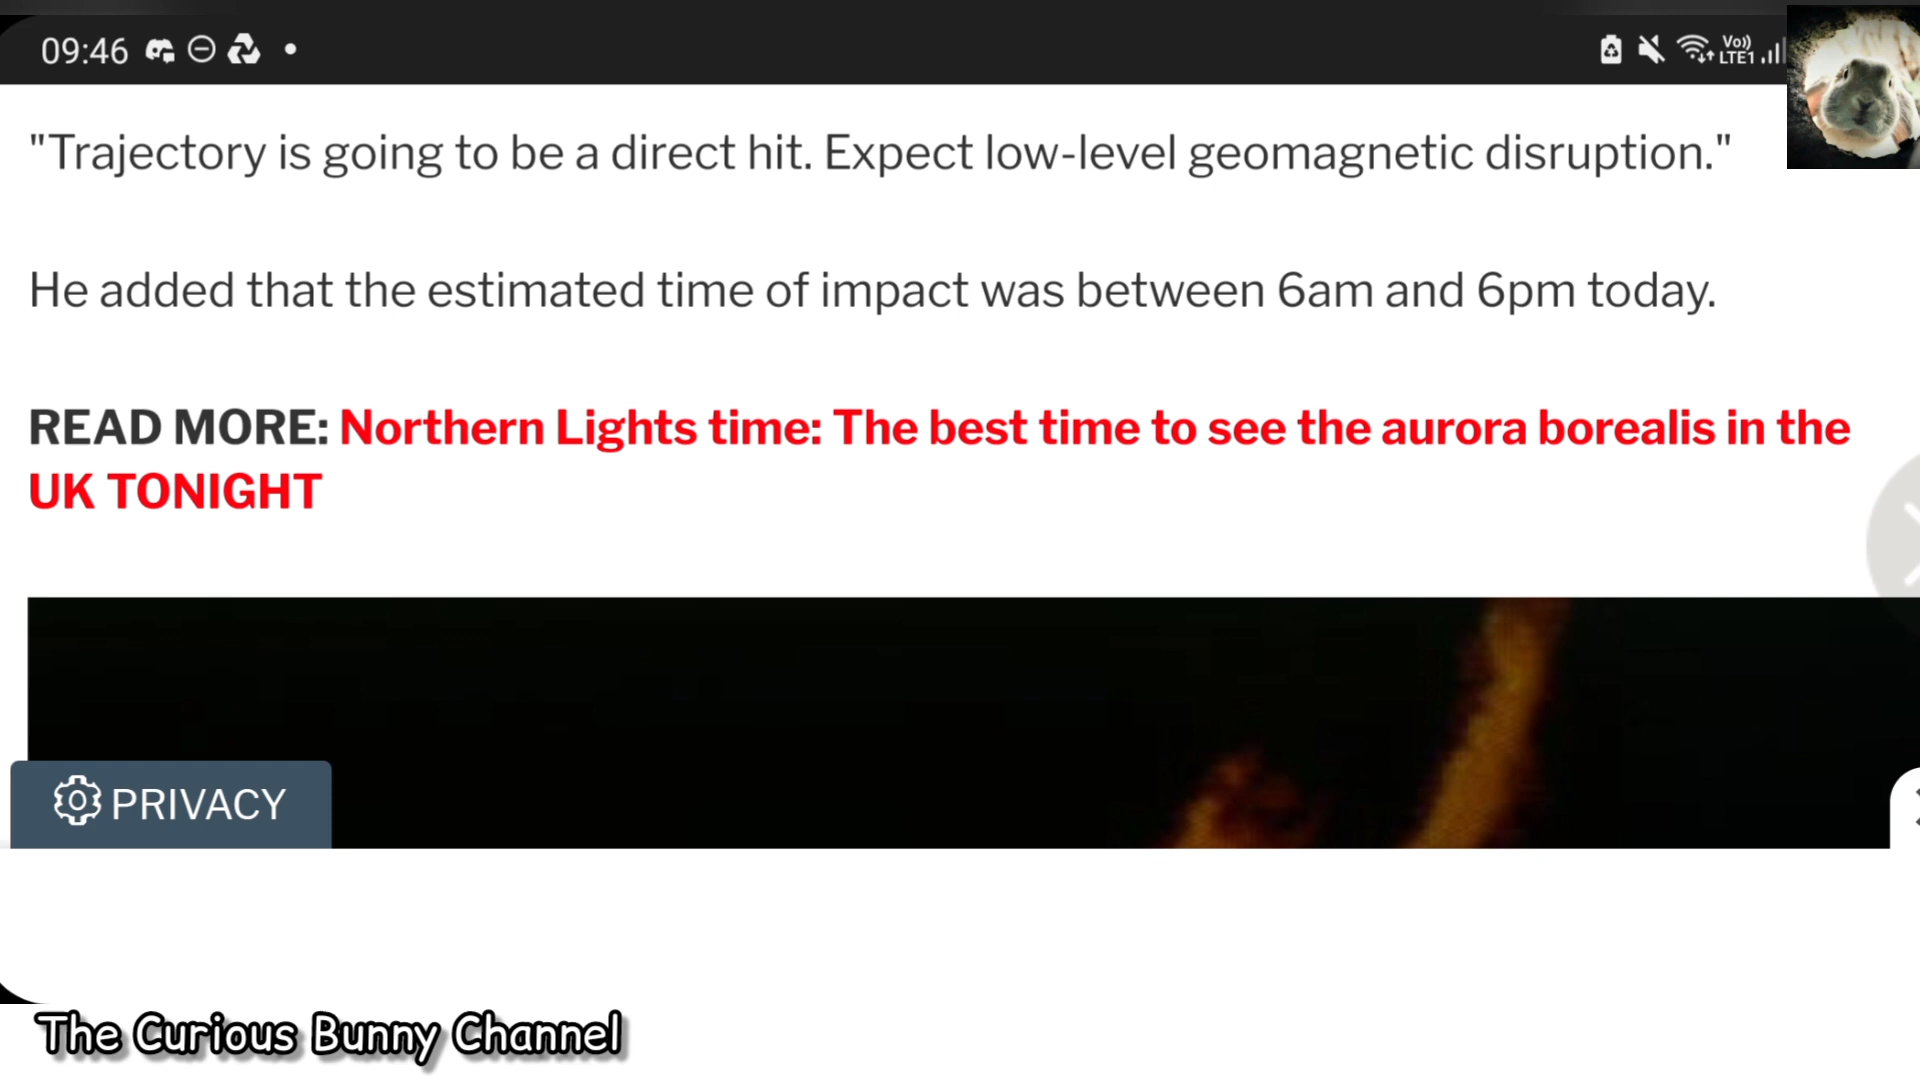 09:46
Vo))
LTE1
"Trajectory is going to be a direct hit. Expect low-level geomagnetic disruption."
He added that the estimated time of impact was between 6am and 6pm today.
READ MORE: Northern Lights time: The best time to see the aurora borealis in the
UK TONIGHT
PRIVACY
The Curious Bunny Channel